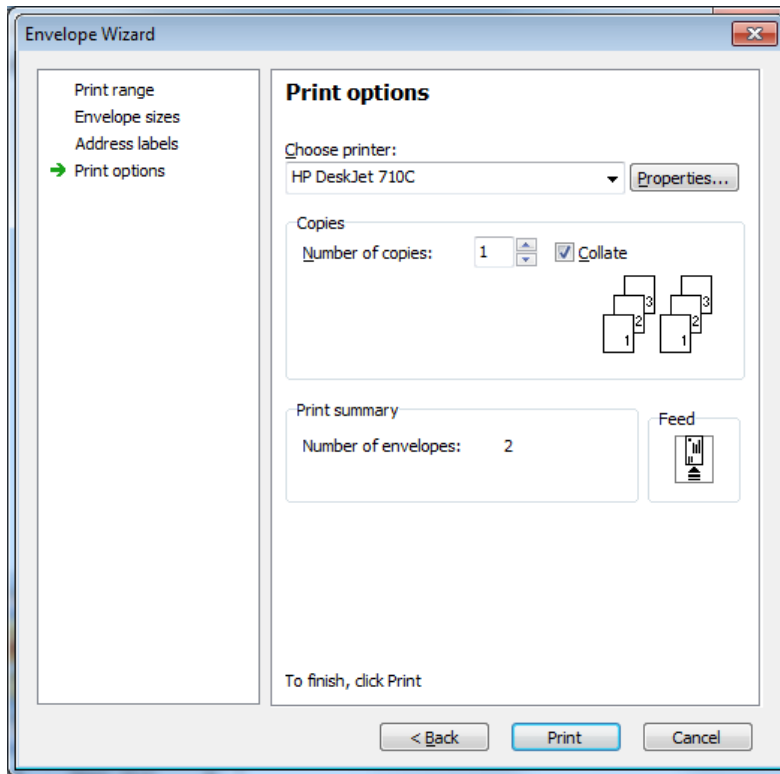 Envelope Wizard
Print range
Envelope sizes
Address labels
Print options
Print options
Choose printer:
HP DeskJet 710C
Properties...
Copies
Number of copies:
1
Collate
1 2 3 1 2 3
Print summary
Number of envelopes: 2
Feed
To finish, click Print
< Back
Print
Cancel